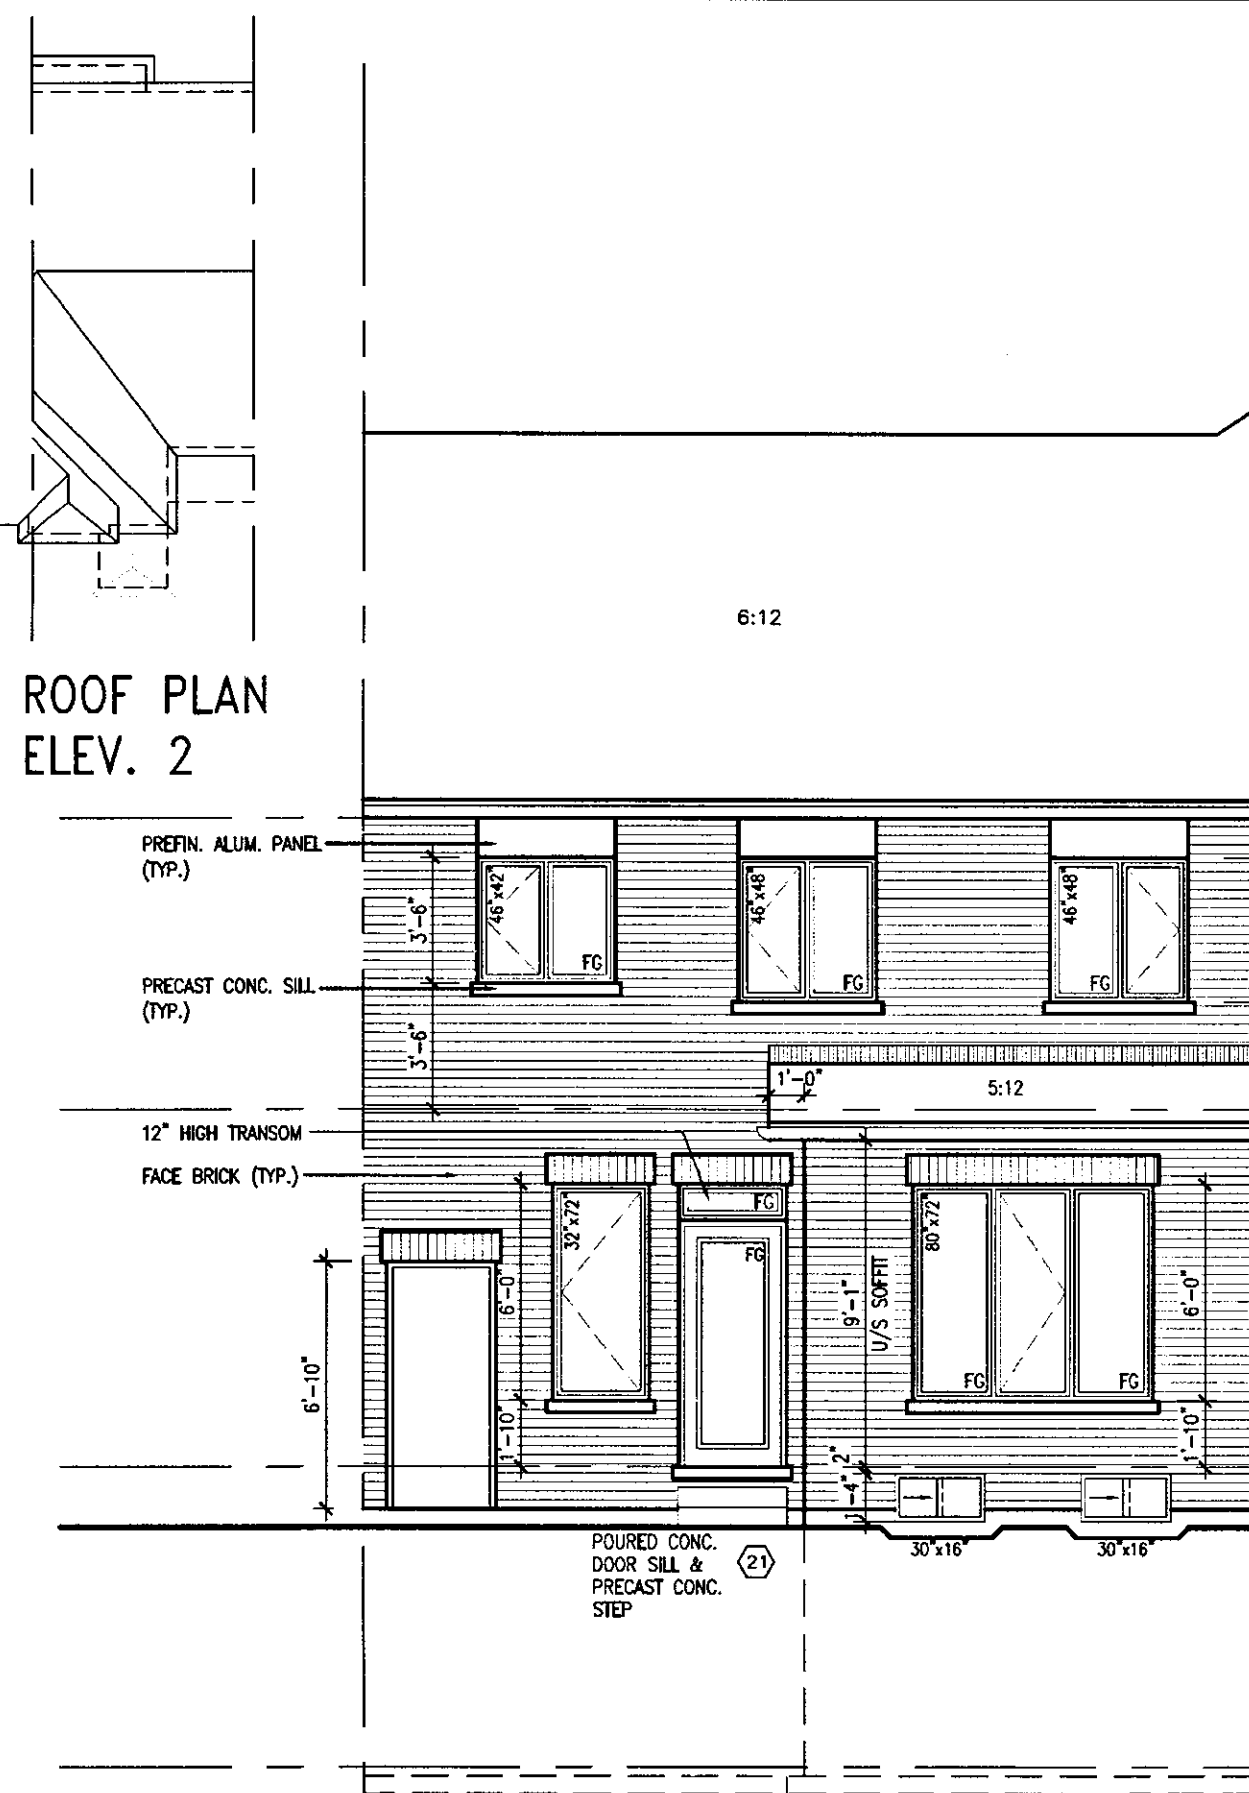 6:12
ROOF PLAN
ELEV. 2
PREFIN. ALUM. PANEL
(TYP.)
46"x42"
FG
46"x48"
FG
46"x48"
FG
3'-6"
PRECAST CONC. SILL
(TYP.)
3'-6"
1'-0"
5:12
12" HIGH TRANSOM
FACE BRICK (TYP.)
32"x72"
FG
FG
80"x72"
FG
FG
6'-0"
9'-1"
U/S SOFFIT
6'-0"
6'-10"
1'-10"
1'-10"
2"
1'-4"
POURED CONC.
DOOR SILL &
PRECAST CONC.
STEP
21
30"x16"
30"x16"